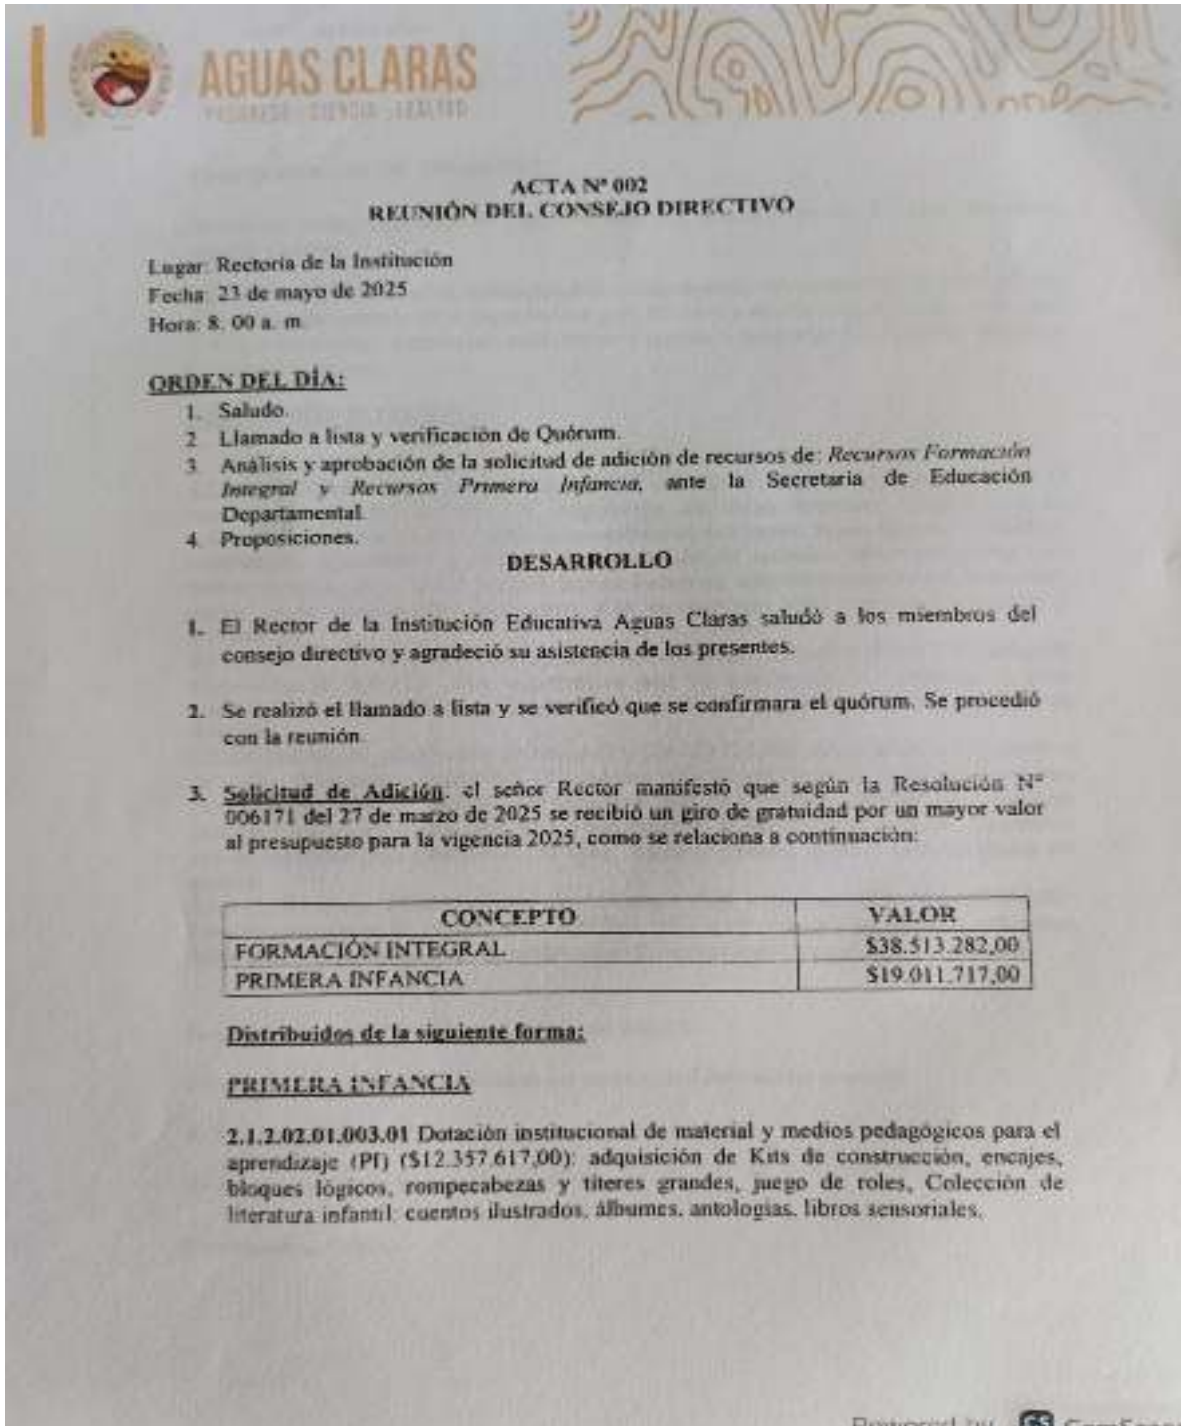 AGUAS CLARAS
PROGRESO - CIENCIA - LEALTAD
ACTA Nº 002
REUNIÓN DEL CONSEJO DIRECTIVO
Lugar: Rectoría de la Institución
Fecha: 23 de mayo de 2025
Hora: 8: 00 a. m.
ORDEN DEL DÍA:
1. Saludo.
2. Llamado a lista y verificación de Quórum.
3. Análisis y aprobación de la solicitud de adición de recursos de: Recursos Formación
Integral y Recursos Primera Infancia, ante la Secretaria de Educación
Departamental.
4. Proposiciones.
DESARROLLO
1. El Rector de la Institución Educativa Aguas Claras saludó a los miembros del
consejo directivo y agradeció su asistencia de los presentes.
2. Se realizó el llamado a lista y se verificó que se confirmara el quórum. Se procedió
con la reunión.
3. Solicitud de Adición: el señor Rector manifestó que según la Resolución N°
006171 del 27 de marzo de 2025 se recibió un giro de gratuidad por un mayor valor
al presupuesto para la vigencia 2025, como se relaciona a continuación:
CONCEPTO VALOR
FORMACIÓN INTEGRAL $38.513.282,00
PRIMERA INFANCIA $19.011.717,00
Distribuidos de la siguiente forma:
PRIMERA INFANCIA
2.1.2.02.01.003.01 Dotación institucional de material y medios pedagógicos para el
aprendizaje (PI) ($12.357.617,00): adquisición de Kits de construcción, encajes,
bloques lógicos, rompecabezas y títeres grandes, juego de roles, Colección de
literatura infantil: cuentos ilustrados, álbumes, antologías, libros sensoriales,
Powered by CS